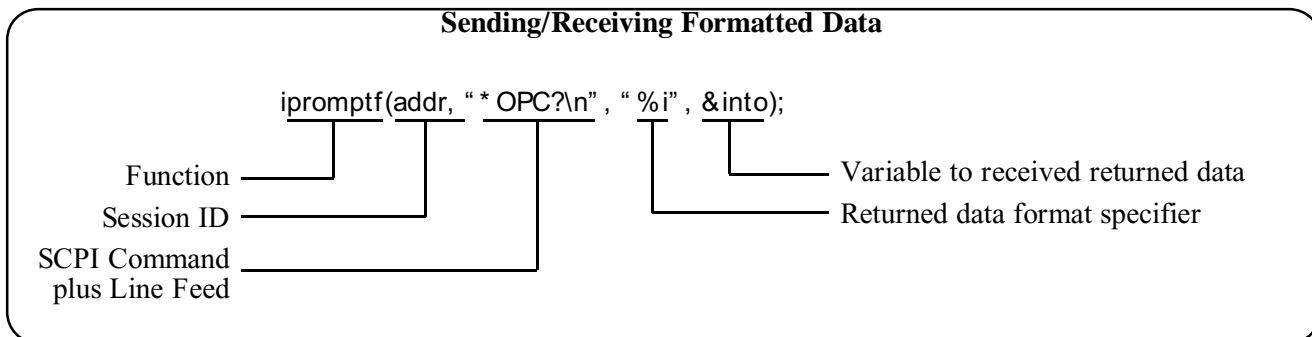 Sending/Receiving Formatted Data
ipromptf(addr, “*OPC?\n”, “%i”, &into);
Function
Session ID
SCPI Command
plus Line Feed
Variable to received returned data
Returned data format specifier